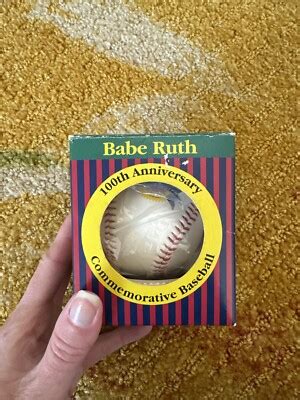 Babe Ruth
100th Anniversary
Commemorative Baseball